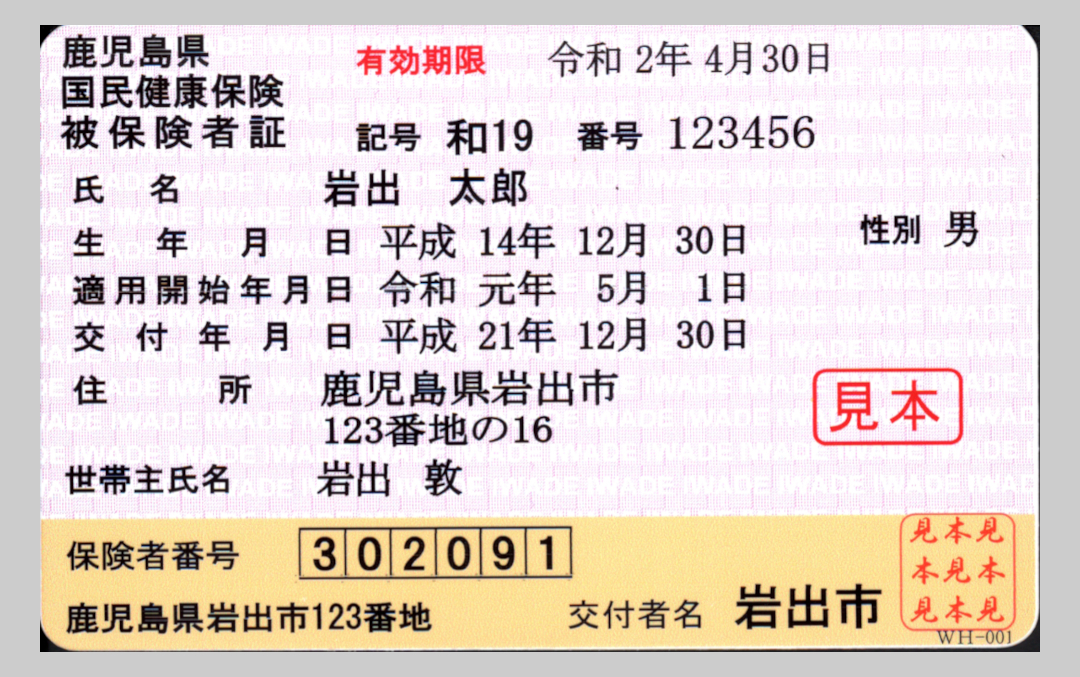 鹿児島県
国民健康保険
被保険者証
有効期限 令和 2年 4月30日
記号 和19 番号 123456
氏 名 岩出 太郎
性別 男
生 年 月 日 平成 14年 12月 30日
適用開始年月日 令和 元年 5月 1日
交 付 年 月 日 平成 21年 12月 30日
住 所 鹿児島県岩出市
123番地の16
見本
世帯主氏名 岩出 敦
保険者番号 302091
鹿児島県岩出市123番地
交付者名 岩出市
見本見
本見本
見本見
WH-001